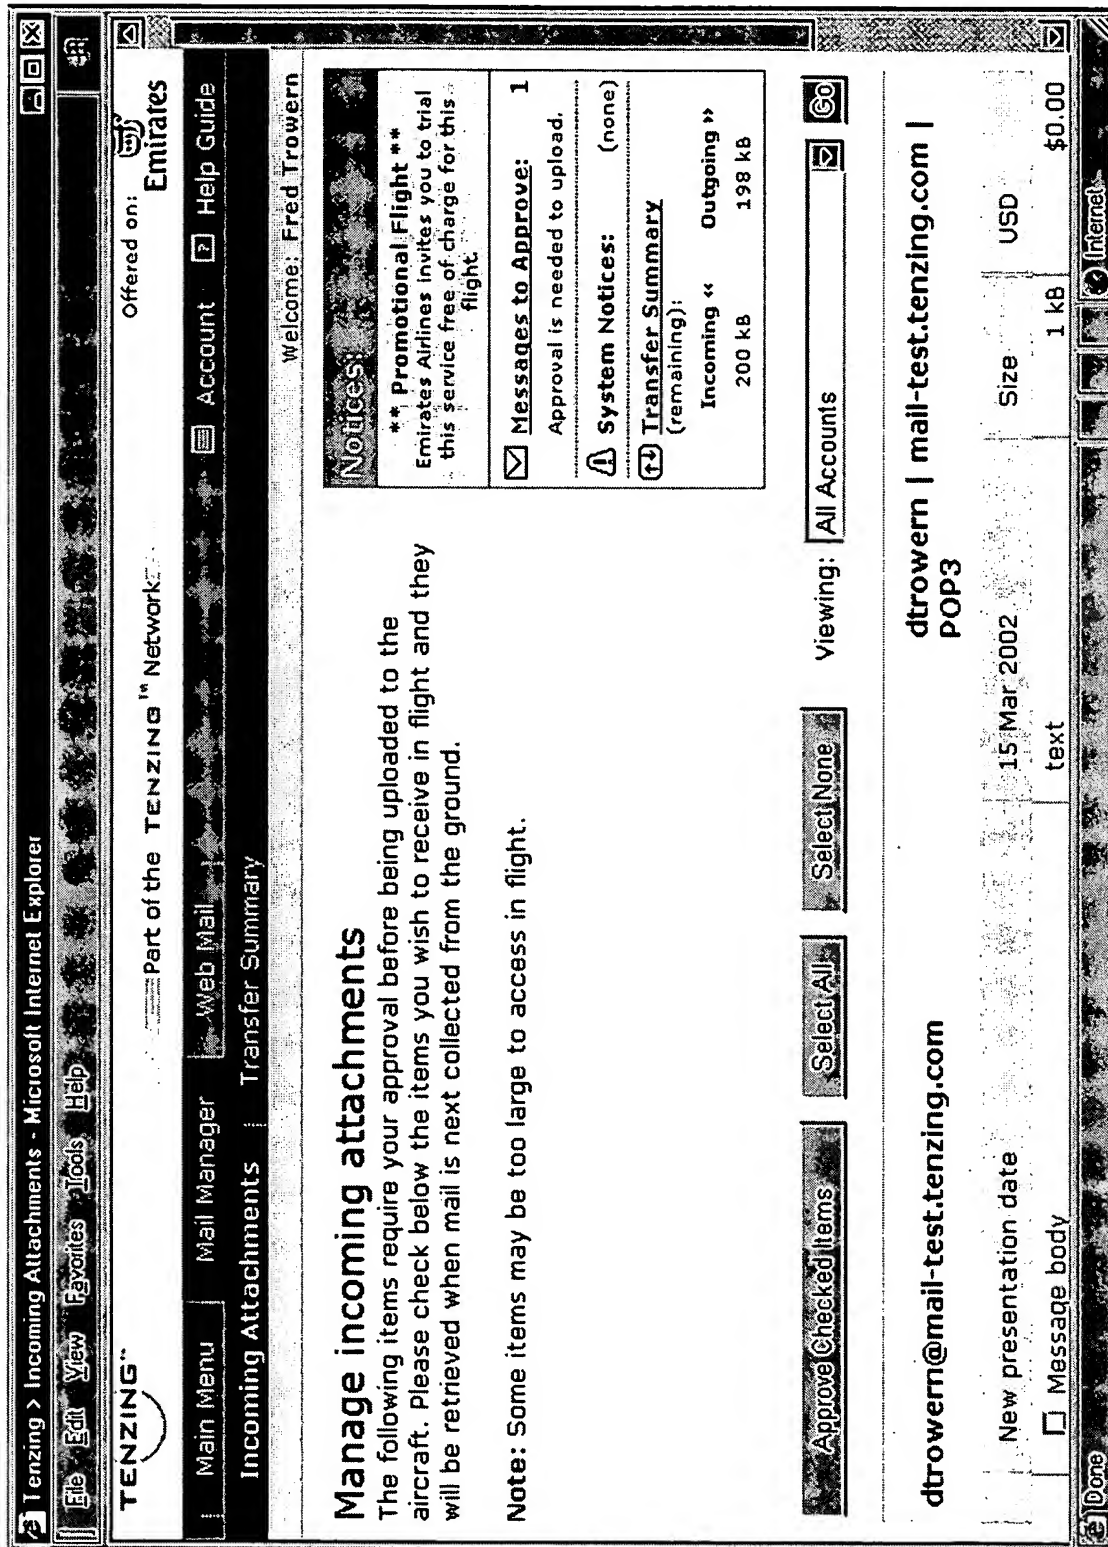 Tenzing > Incoming Attachments - Microsoft Internet Explorer
File Edit View Favorites Tools Help
TENZING™
Part of the TENZING™ Network
Offered on:
Emirates
Main Menu Mail Manager Web Mail Account Help Guide
Incoming Attachments Transfer Summary
Welcome: Fred Trowern
Manage incoming attachments
The following items require your approval before being uploaded to the
aircraft. Please check below the items you wish to receive in flight and they
will be retrieved when mail is next collected from the ground.
Note: Some items may be too large to access in flight.
Notices:
** Promotional Flight **
Emirates Airlines invites you to trial
this service free of charge for this
flight.
Messages to Approve: 1
Approval is needed to upload.
System Notices: (none)
Transfer Summary
(remaining):
Incoming << Outgoing >>
200 kB 198 kB
Approve Checked Items Select All Select None Viewing: All Accounts Go
dtrowern@mail-test.tenzing.com
dtrowern | mail-test.tenzing.com |
POP3
New presentation date 15 Mar 2002 Size USD
Message body text 1 kB $0.00
Done Internet